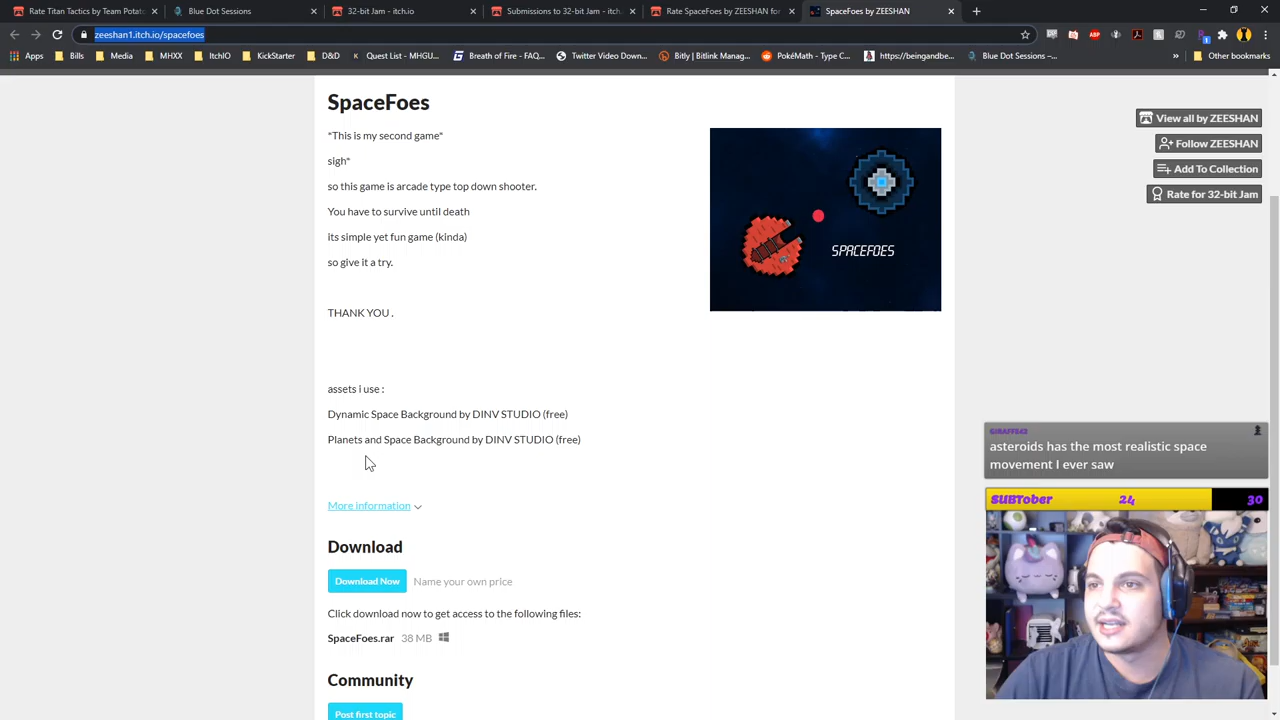 Rate Titan Tactics by Team Potat
Blue Dot Sessions
32-bit Jam - itch.io
Submissions to 32-bit Jam - itch.i
Rate SpaceFoes by ZEESHAN for
SpaceFoes by ZEESHAN
zeeshan1.itch.io/spacefoes
ABP
Apps
Bills
Media
MHXX
ItchIO
KickStarter
D&D
Quest List - MHGU...
Breath of Fire - FAQ...
Twitter Video Down...
Bitly | Bitlink Manag...
PokéMath - Type C...
https://beingandbe...
Blue Dot Sessions –...
Other bookmarks
SpaceFoes
*This is my second game*
sigh*
so this game is arcade type top down shooter.
You have to survive until death
its simple yet fun game (kinda)
so give it a try.
THANK YOU .
assets i use :
Dynamic Space Background by DINV STUDIO (free)
Planets and Space Background by DINV STUDIO (free)
More information
Download
Download Now
Name your own price
Click download now to get access to the following files:
SpaceFoes.rar 38 MB
Community
Post first topic
SPACEFOES
View all by ZEESHAN
Follow ZEESHAN
Add To Collection
Rate for 32-bit Jam
asteroids has the most realistic space
movement I ever saw
SUBTober 24 30